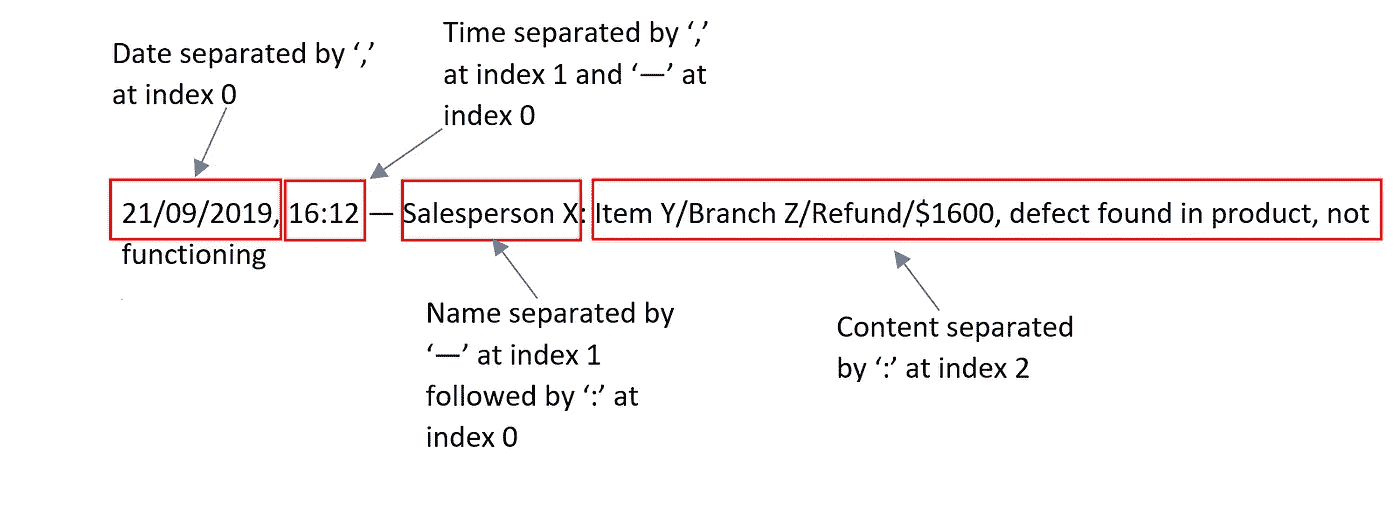 Date separated by ‘,’
at index 0
Time separated by ‘,’
at index 1 and ‘—’ at
index 0
21/09/2019, 16:12 — Salesperson X: Item Y/Branch Z/Refund/$1600, defect found in product, not
functioning
Name separated by
‘—’ at index 1
followed by ‘:’ at
index 0
Content separated
by ‘:’ at index 2